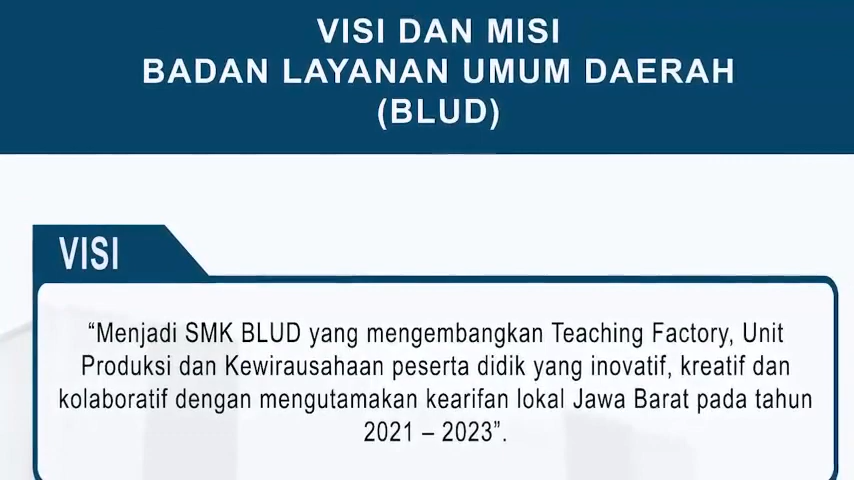 VISI DAN MISI
BADAN LAYANAN UMUM DAERAH
(BLUD)
VISI
“Menjadi SMK BLUD yang mengembangkan Teaching Factory, Unit
Produksi dan Kewirausahaan peserta didik yang inovatif, kreatif dan
kolaboratif dengan mengutamakan kearifan lokal Jawa Barat pada tahun
2021 – 2023”.